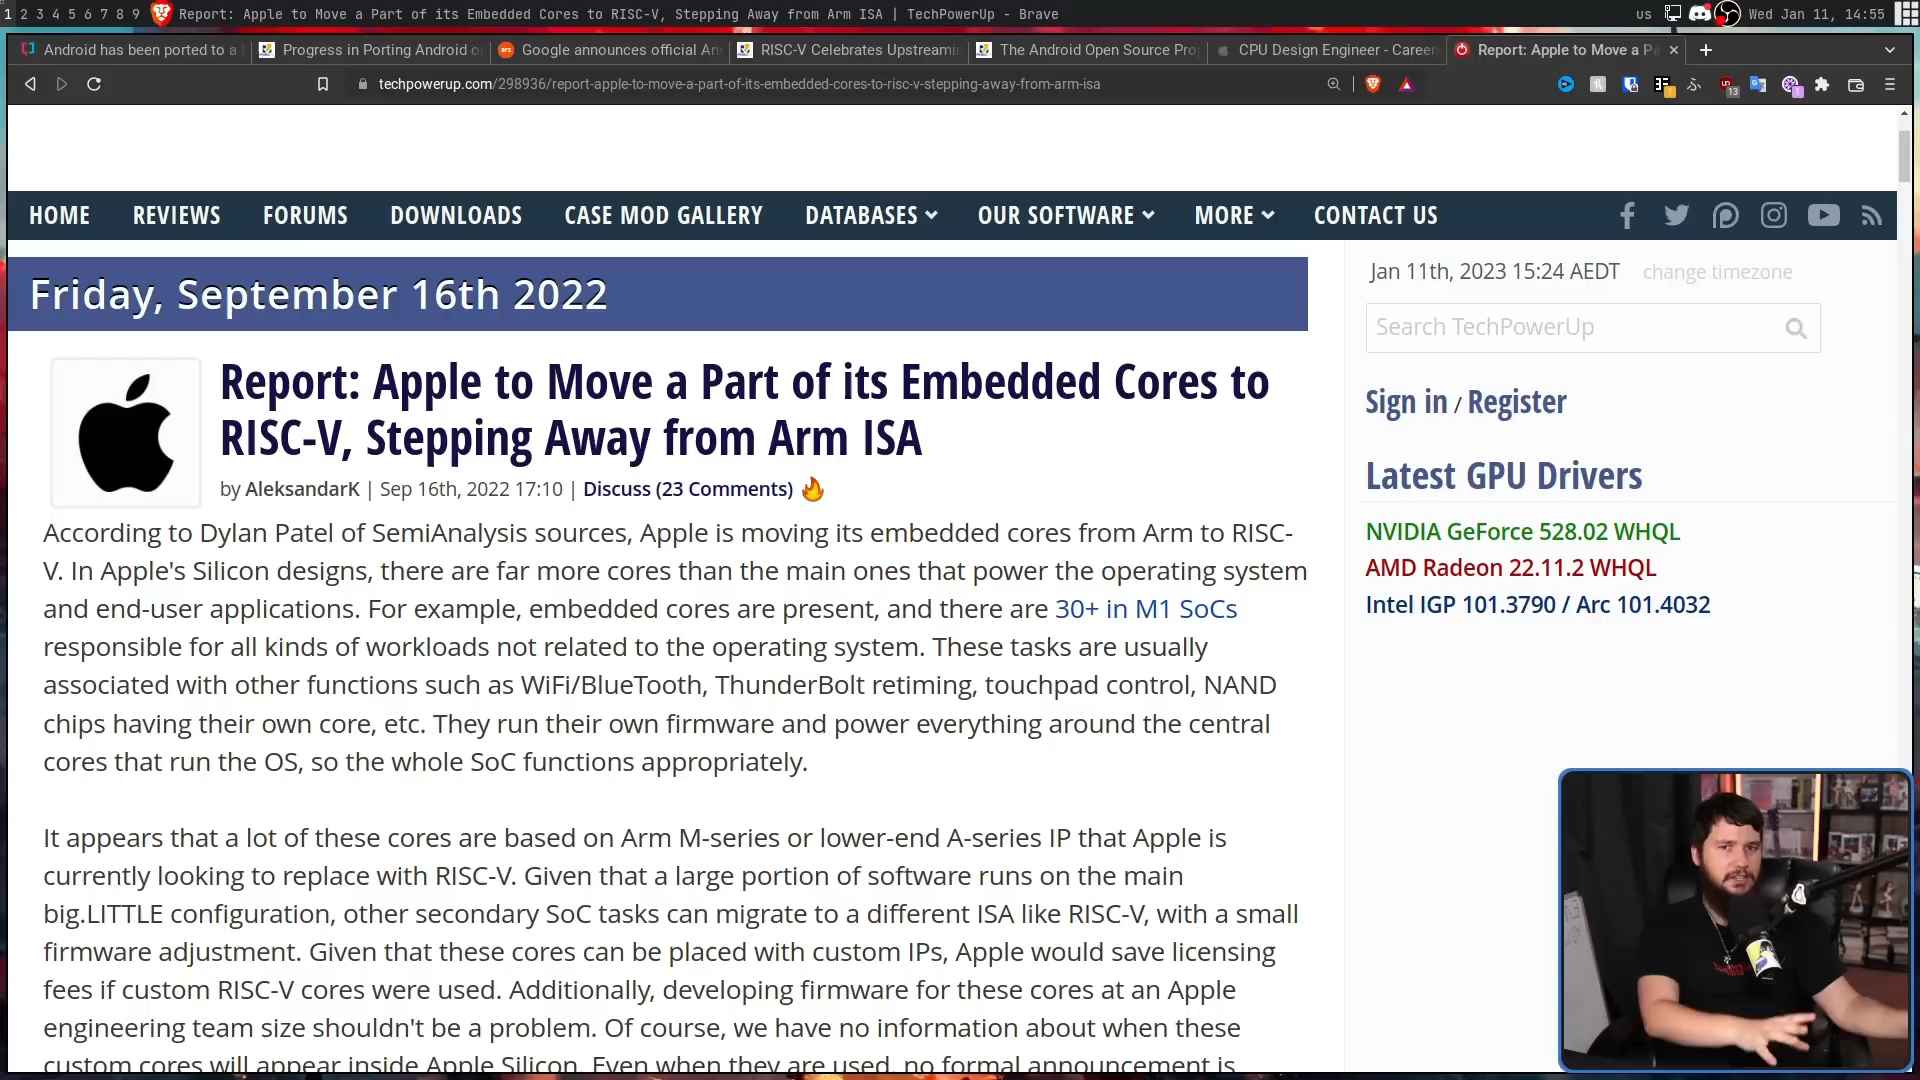 1 2 3 4 5 6 7 8 9 Report: Apple to Move a Part of its Embedded Cores to RISC-V, Stepping Away from Arm ISA | TechPowerUp - Brave
us Wed Jan 11, 14:55
Android has been ported to a
Progress in Porting Android o
Google announces official An
RISC-V Celebrates Upstreami
The Android Open Source Pro
CPU Design Engineer - Career
Report: Apple to Move a Pa
techpowerup.com/298936/report-apple-to-move-a-part-of-its-embedded-cores-to-risc-v-stepping-away-from-arm-isa
HOME REVIEWS FORUMS DOWNLOADS CASE MOD GALLERY DATABASES OUR SOFTWARE MORE CONTACT US
Friday, September 16th 2022
Report: Apple to Move a Part of its Embedded Cores to
RISC-V, Stepping Away from Arm ISA
by AleksandarK | Sep 16th, 2022 17:10 | Discuss (23 Comments)
According to Dylan Patel of SemiAnalysis sources, Apple is moving its embedded cores from Arm to RISC-
V. In Apple's Silicon designs, there are far more cores than the main ones that power the operating system
and end-user applications. For example, embedded cores are present, and there are 30+ in M1 SoCs
responsible for all kinds of workloads not related to the operating system. These tasks are usually
associated with other functions such as WiFi/BlueTooth, ThunderBolt retiming, touchpad control, NAND
chips having their own core, etc. They run their own firmware and power everything around the central
cores that run the OS, so the whole SoC functions appropriately.
It appears that a lot of these cores are based on Arm M-series or lower-end A-series IP that Apple is
currently looking to replace with RISC-V. Given that a large portion of software runs on the main
big.LITTLE configuration, other secondary SoC tasks can migrate to a different ISA like RISC-V, with a small
firmware adjustment. Given that these cores can be placed with custom IPs, Apple would save licensing
fees if custom RISC-V cores were used. Additionally, developing firmware for these cores at an Apple
engineering team size shouldn't be a problem. Of course, we have no information about when these
custom cores will appear inside Apple Silicon. Even when they are used, no formal announcement is
Jan 11th, 2023 15:24 AEDT change timezone
Search TechPowerUp
Sign in / Register
Latest GPU Drivers
NVIDIA GeForce 528.02 WHQL
AMD Radeon 22.11.2 WHQL
Intel IGP 101.3790 / Arc 101.4032